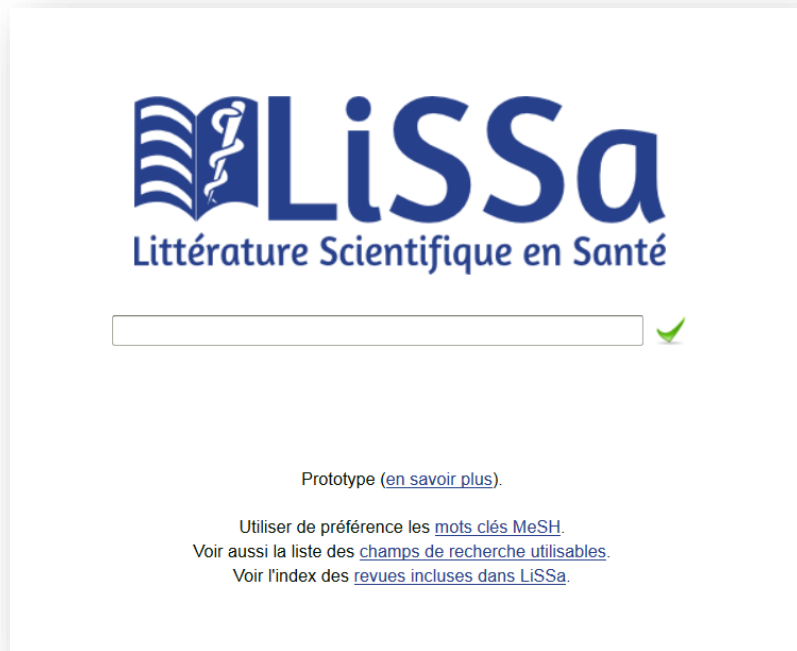 LiSSa
Littérature Scientifique en Santé
Prototype (en savoir plus).
Utiliser de préférence les mots clés MeSH.
Voir aussi la liste des champs de recherche utilisables.
Voir l'index des revues incluses dans LiSSa.